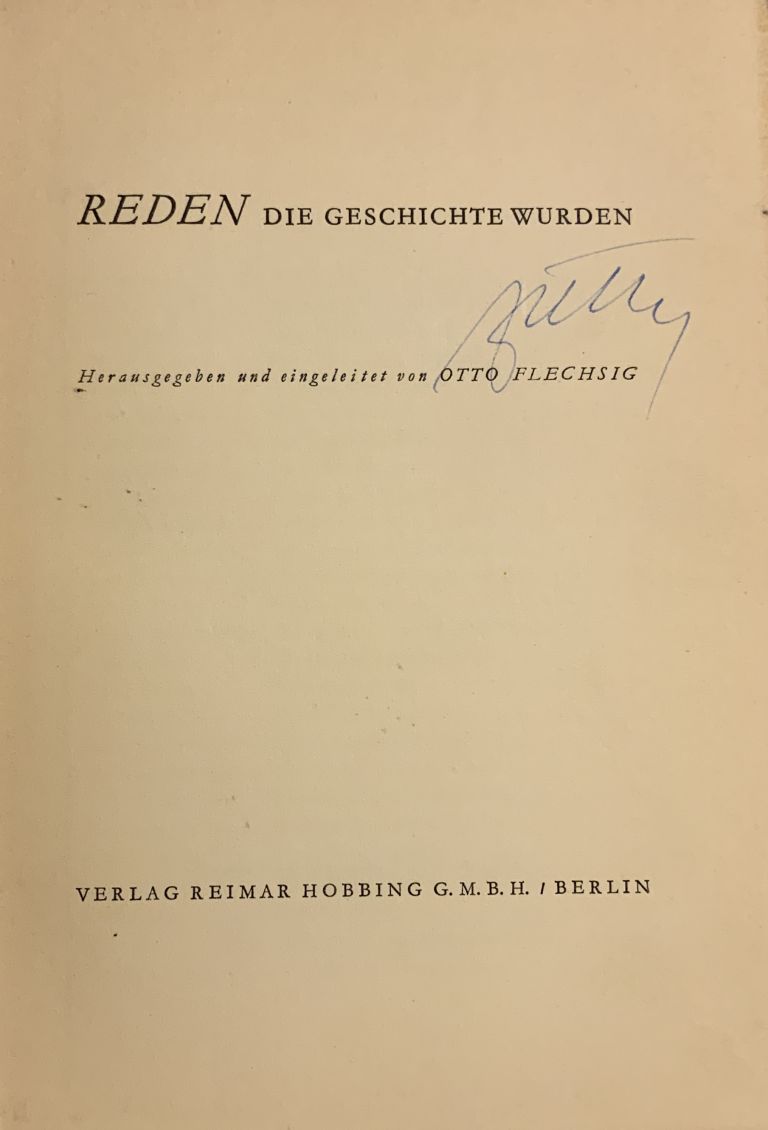 REDEN DIE GESCHICHTE WURDEN
Herausgegeben und eingeleitet von OTTO FLECHSIG
VERLAG REIMAR HOBBING G. M. B. H. / BERLIN